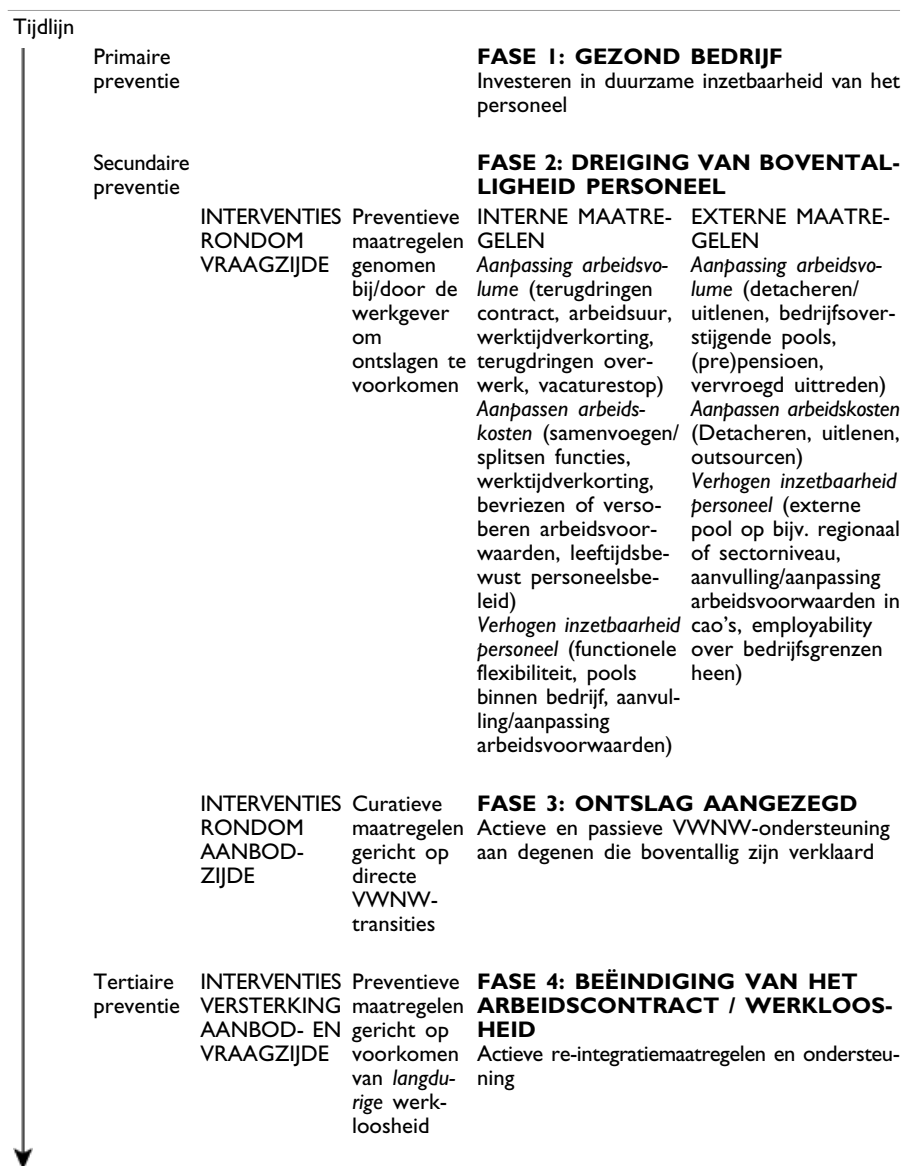 Tijdlijn
Primaire
preventie
FASE 1: GEZOND BEDRIJF
Investeren in duurzame inzetbaarheid van het
personeel
Secundaire
preventie
FASE 2: DREIGING VAN BOVENTAL-
LIGHEID PERSONEEL
INTERVENTIES
RONDOM
VRAAGZIJDE
Preventieve
maatregelen
genomen
bij/door de
werkgever
om
ontslagen te
voorkomen
INTERNE MAATRE-
GELEN
Aanpassing arbeidsvo-
lume (terugdringen
contract, arbeidsuur,
werktijdverkorting,
terugdringen over-
werk, vacaturestop)
Aanpassen arbeids-
kosten (samenvoegen/
splitsen functies,
werktijdverkorting,
bevriezen of verso-
beren arbeidsvoor-
waarden, leeftijdsbe-
wust personeelsbe-
leid)
Verhogen inzetbaarheid
personeel (functionele
flexibiliteit, pools
binnen bedrijf, aanvul-
ling/aanpassing
arbeidsvoorwaarden)
EXTERNE MAATRE-
GELEN
Aanpassing arbeidsvo-
lume (detacheren/
uitlenen, bedrijfsover-
stijgende pools,
(pre)pensioen,
vervroegd uittreden)
Aanpassen arbeidskosten
(Detacheren, uitlenen,
outsourcen)
Verhogen inzetbaarheid
personeel (externe
pool op bijv. regionaal
of sectorniveau,
aanvulling/aanpassing
arbeidsvoorwaarden in
cao's, employability
over bedrijfsgrenzen
heen)
INTERVENTIES
RONDOM
AANBOD-
ZIJDE
Curatieve
maatregelen
gericht op
directe
VWNW-
transities
FASE 3: ONTSLAG AANGEZEGD
Actieve en passieve VWNW-ondersteuning
aan degenen die boventallig zijn verklaard
Tertiaire
preventie
INTERVENTIES
VERSTERKING
AANBOD- EN
VRAAGZIJDE
Preventieve
maatregelen
gericht op
voorkomen
van langdu-
rige werk-
loosheid
FASE 4: BEËINDIGING VAN HET
ARBEIDSCONTRACT / WERKLOOS-
HEID
Actieve re-integratiemaatregelen en ondersteu-
ning